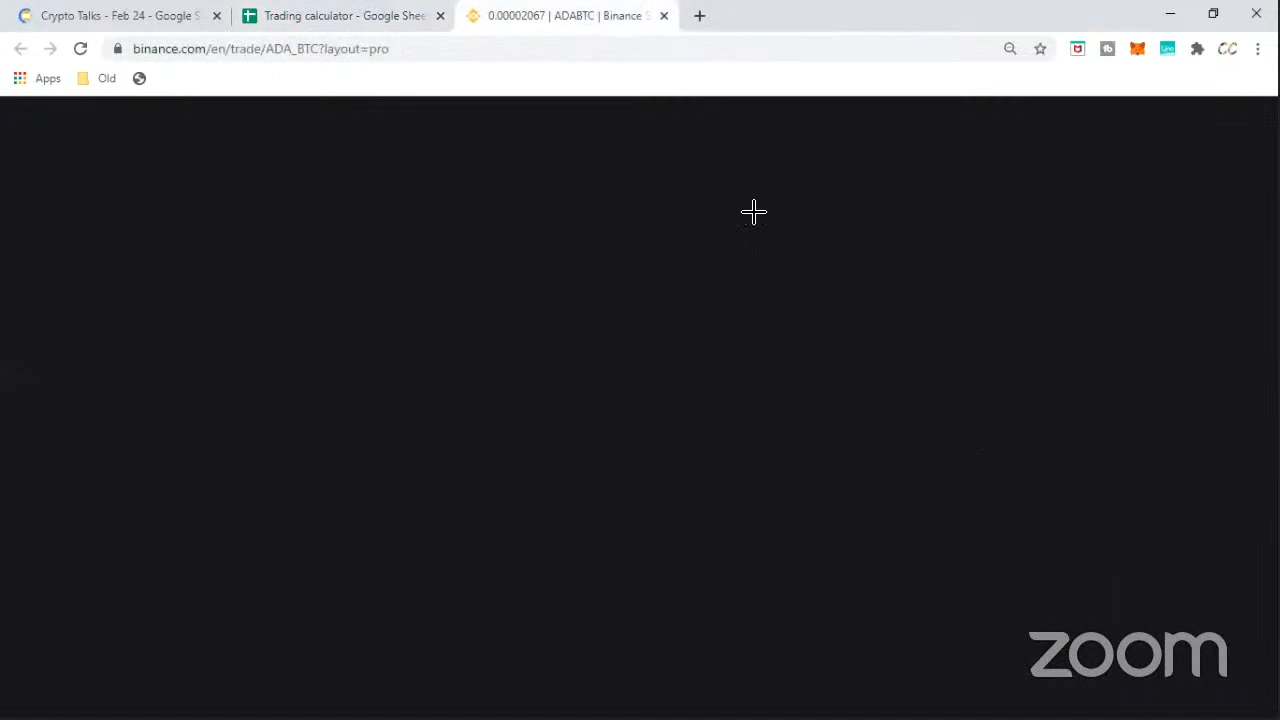 Crypto Talks - Feb 24 - Google S
Trading calculator - Google Shee
0.00002067 | ADABTC | Binance S
binance.com/en/trade/ADA_BTC?layout=pro
Apps
Old
zoom